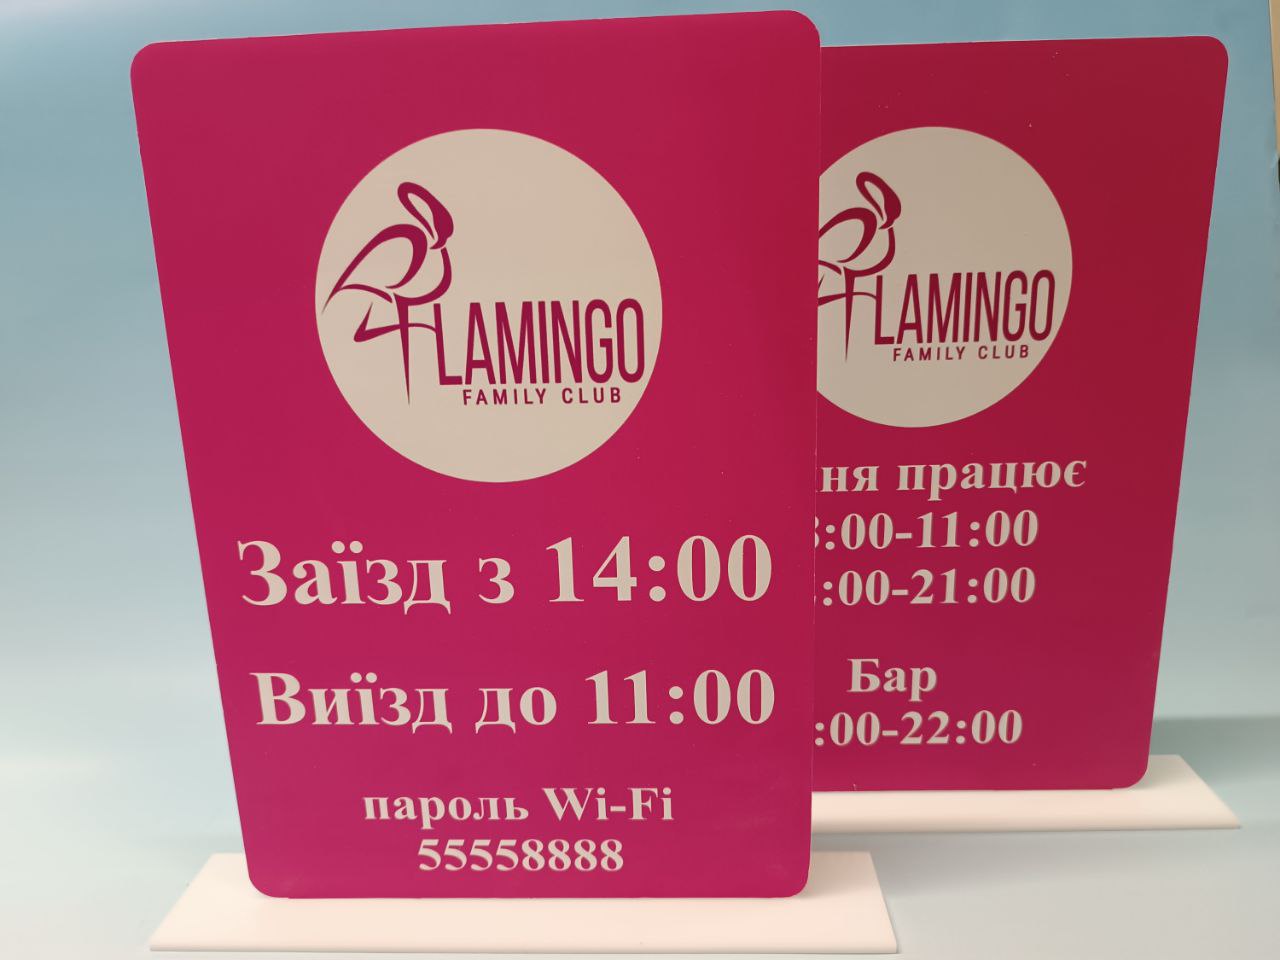 FLAMINGO
FAMILY CLUB
Заїзд з 14:00
Виїзд до 11:00
пароль Wi-Fi
55558888
FLAMINGO
FAMILY CLUB
працює
:00-11:00
:00-21:00
Бар
:00-22:00